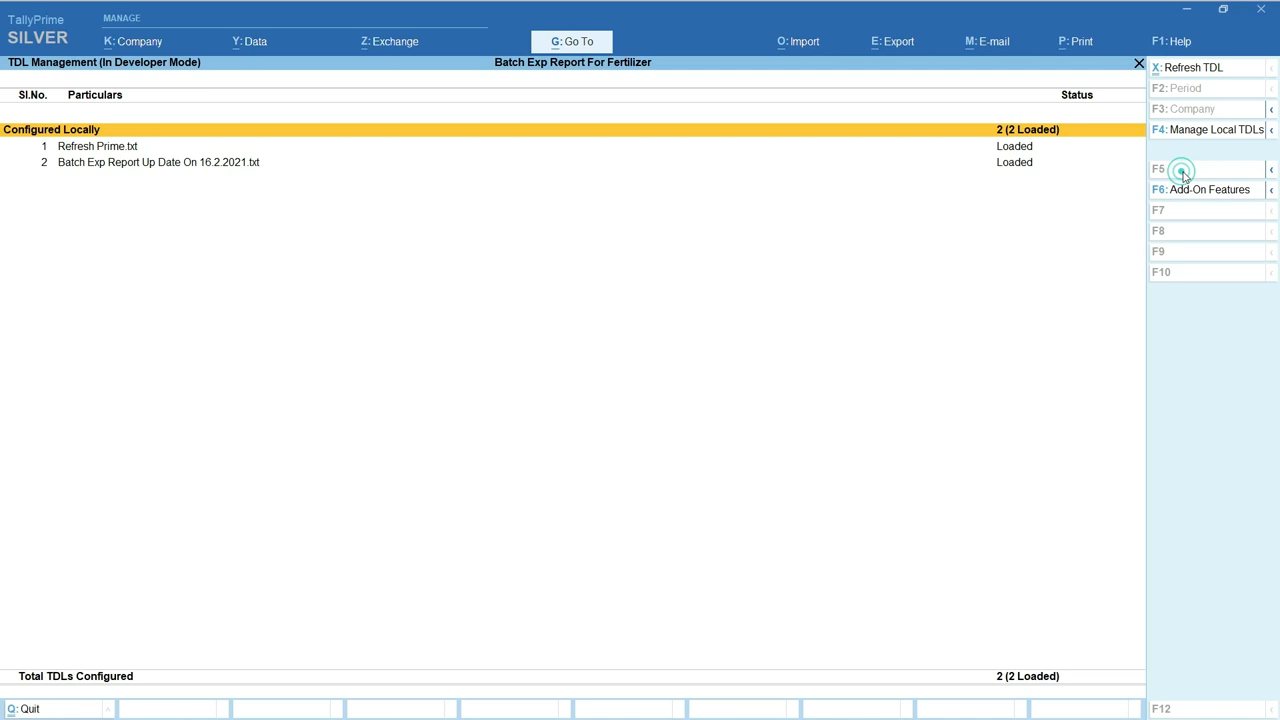 TallyPrime
SILVER
MANAGE
K: Company
Y: Data
Z: Exchange
G: Go To
O: Import
E: Export
M: E-mail
P: Print
F1: Help
TDL Management (In Developer Mode)
Batch Exp Report For Fertilizer
Sl.No. Particulars Status
Configured Locally 2 (2 Loaded)
1 Refresh Prime.txt Loaded
2 Batch Exp Report Up Date On 16.2.2021.txt Loaded
Total TDLs Configured 2 (2 Loaded)
X: Refresh TDL
F2: Period
F3: Company
F4: Manage Local TDLs
F5
F6: Add-On Features
F7
F8
F9
F10
F12
Q: Quit